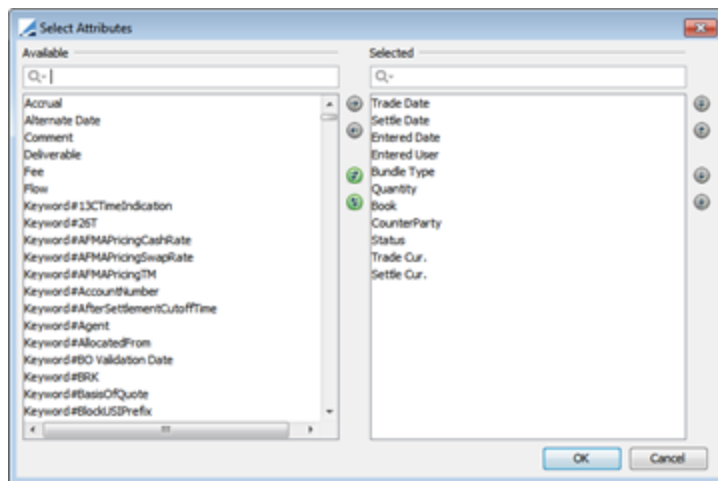 Select Attributes
Available
Accrual
Alternate Date
Comment
Deliverable
Fee
Flow
Keyword#13CTimeIndication
Keyword#26T
Keyword#AFMAPricingCashRate
Keyword#AFMAPricingSwapRate
Keyword#AFMAPricingTM
Keyword#AccountNumber
Keyword#AfterSettlementCutoffTime
Keyword#Agent
Keyword#AllocatedFrom
Keyword#BO Validation Date
Keyword#BRK
Keyword#BasisOfQuote
Keyword#BlockUSIPrefix
Selected
Trade Date
Settle Date
Entered Date
Entered User
Bundle Type
Quantity
Book
CounterParty
Status
Trade Cur.
Settle Cur.
OK
Cancel